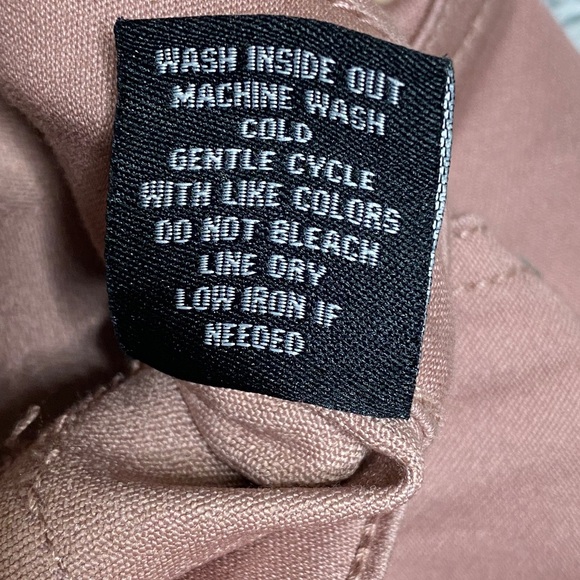 WASH INSIDE OUT
MACHINE WASH
COLD
GENTLE CYCLE
WITH LIKE COLORS
DO NOT BLEACH
LINE DRY
LOW IRON IF
NEEDED